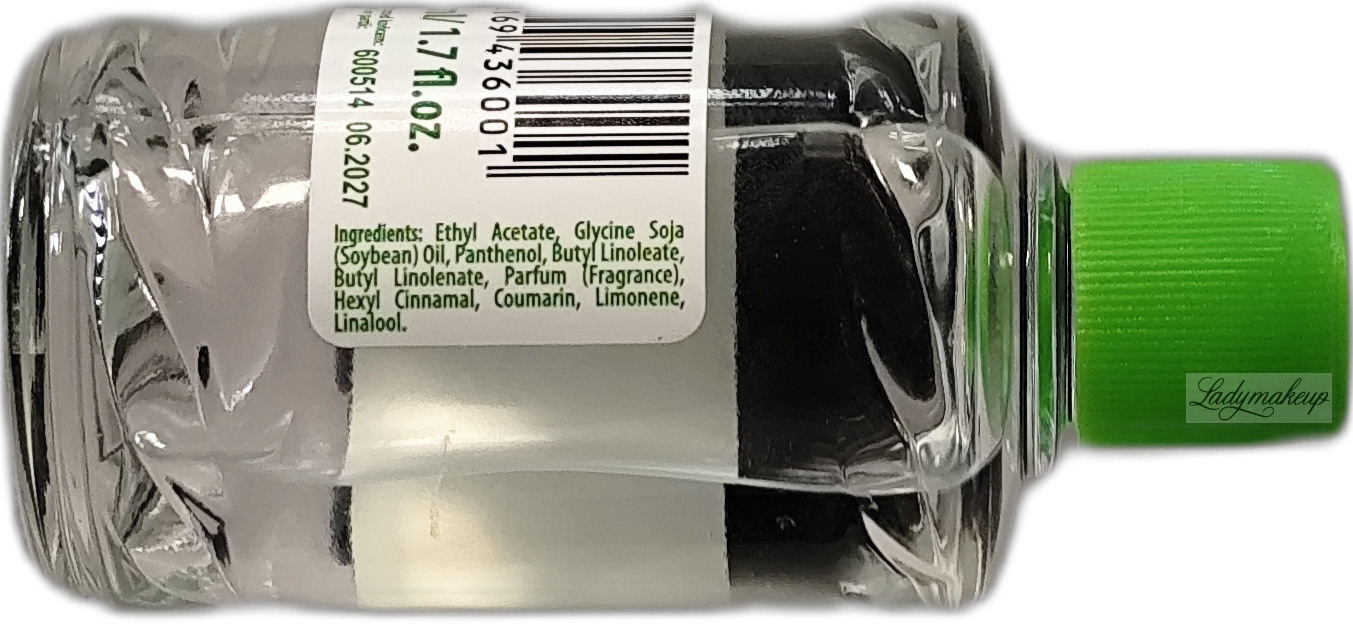 69436001
l/1.7 fl.oz.
600514 06.2027
Ingredients: Ethyl Acetate, Glycine Soja
(Soybean) Oil, Panthenol, Butyl Linoleate,
Butyl Linolenate, Parfum (Fragrance),
Hexyl Cinnamal, Coumarin, Limonene,
Linalool.
Ladymakeup